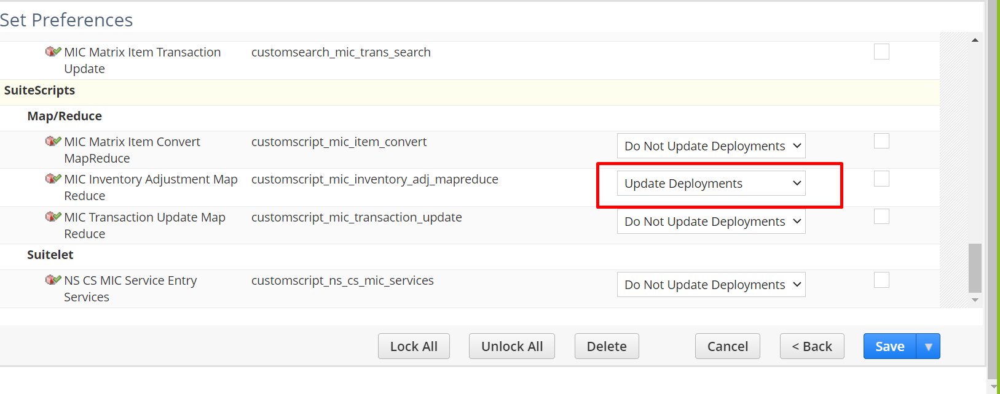 Set Preferences
MIC Matrix Item Transaction customsearch_mic_trans_search
Update
SuiteScripts
Map/Reduce
MIC Matrix Item Convert customscript_mic_item_convert Do Not Update Deployments
MapReduce
MIC Inventory Adjustment Map customscript_mic_inventory_adj_mapreduce Update Deployments
Reduce
MIC Transaction Update Map customscript_mic_transaction_update Do Not Update Deployments
Reduce
Suitelet
NS CS MIC Service Entry customscript_ns_cs_mic_services Do Not Update Deployments
Services
Lock All Unlock All Delete Cancel < Back Save